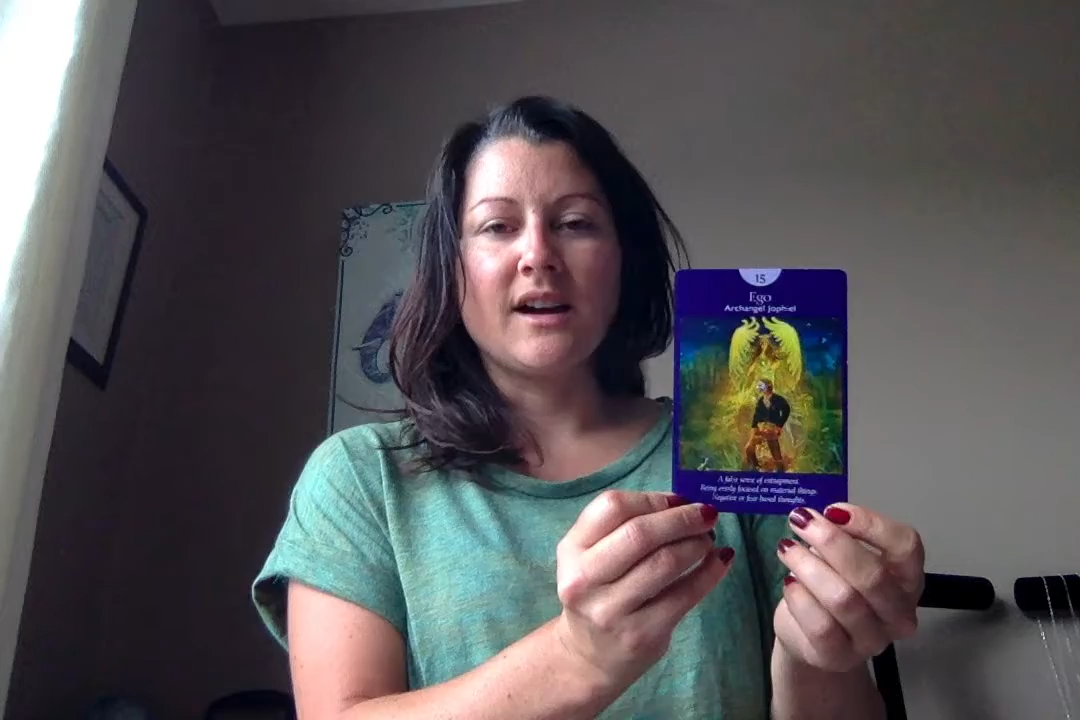 15
Ego
Archangel Jophiel
A false sense of entrapment.
Being overly focused on material things.
Negative or fear based thoughts.